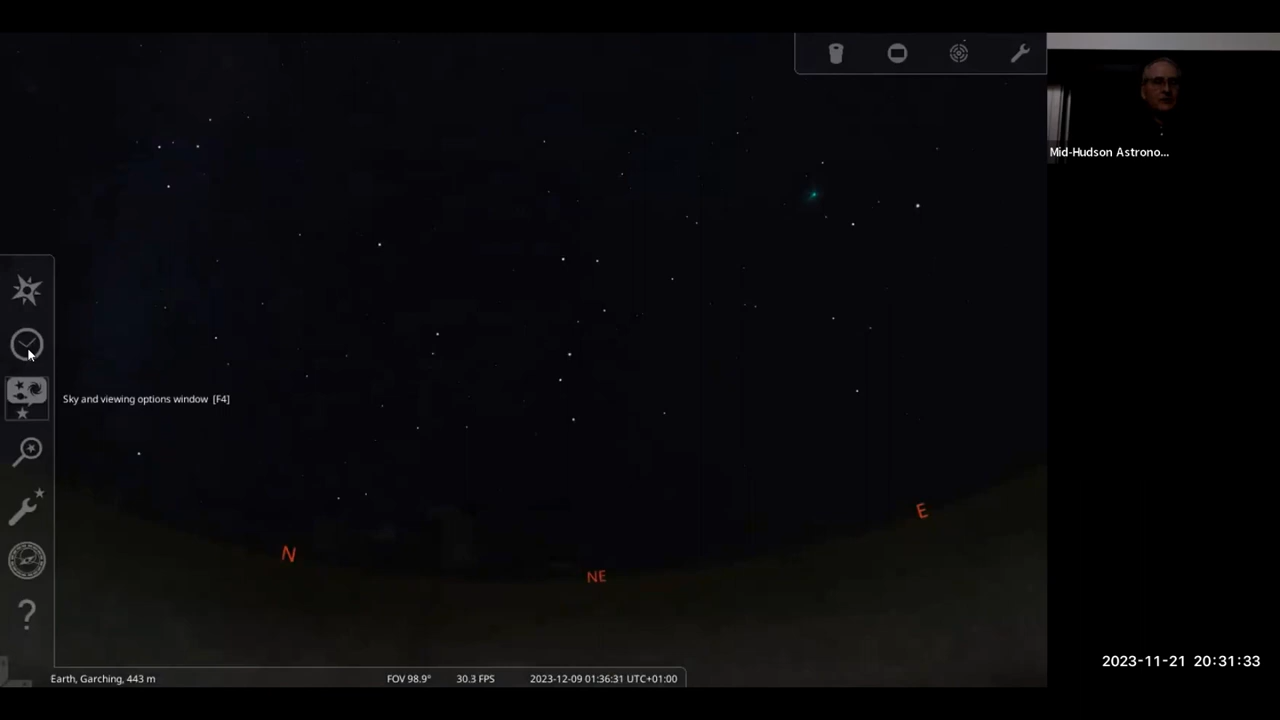 Mid-Hudson Astrono...
Sky and viewing options window [F4]
E
N
NE
2023-11-21 20:31:33
Earth, Garching, 443 m
FOV 98.9°
30.3 FPS
2023-12-09 01:36:31 UTC+01:00